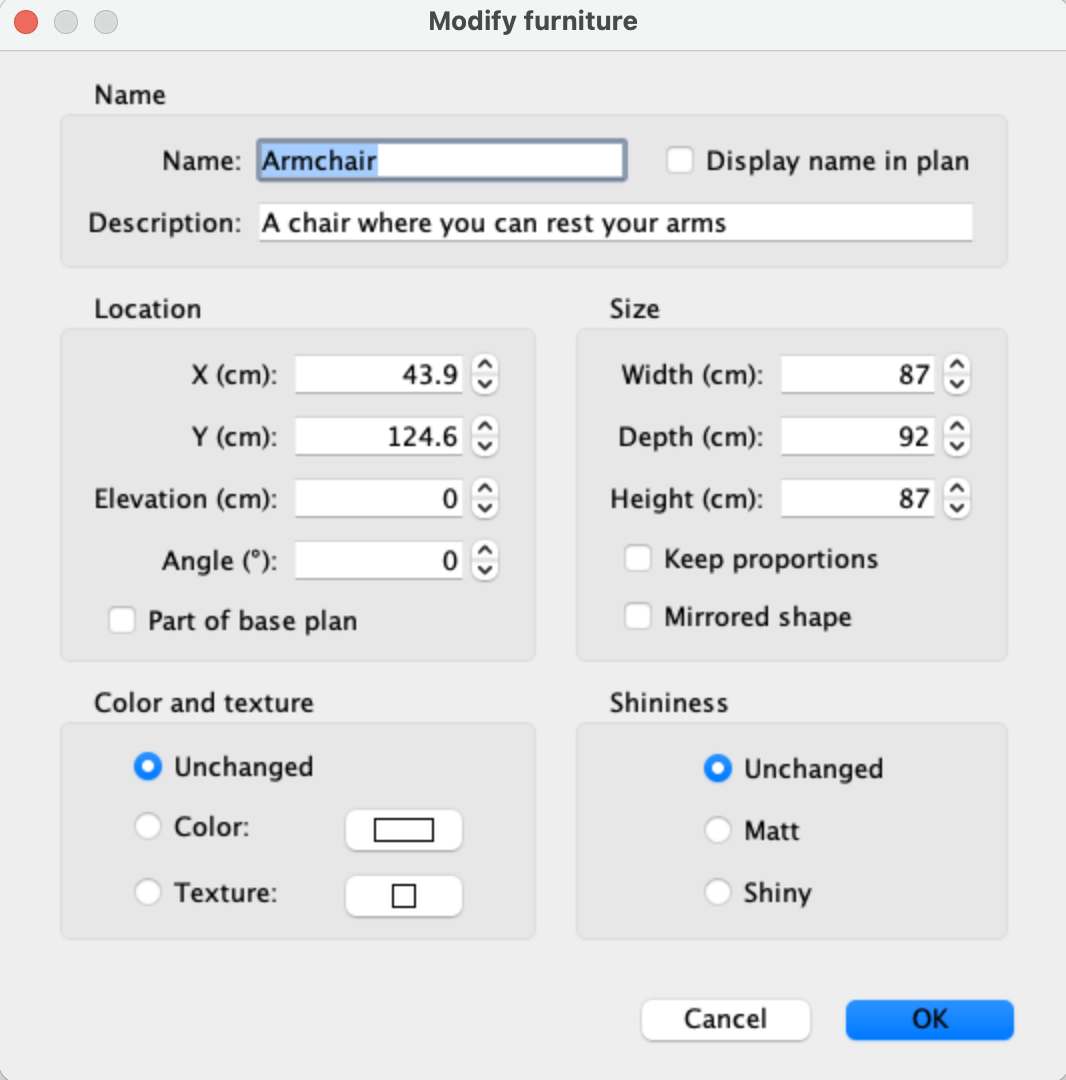 Modify furniture
Name
Name: Armchair Display name in plan
Description: A chair where you can rest your arms
Location
X (cm): 43.9
Y (cm): 124.6
Elevation (cm): 0
Angle (°): 0
Part of base plan
Size
Width (cm): 87
Depth (cm): 92
Height (cm): 87
Keep proportions
Mirrored shape
Color and texture
Unchanged
Color:
Texture:
Shininess
Unchanged
Matt
Shiny
Cancel OK